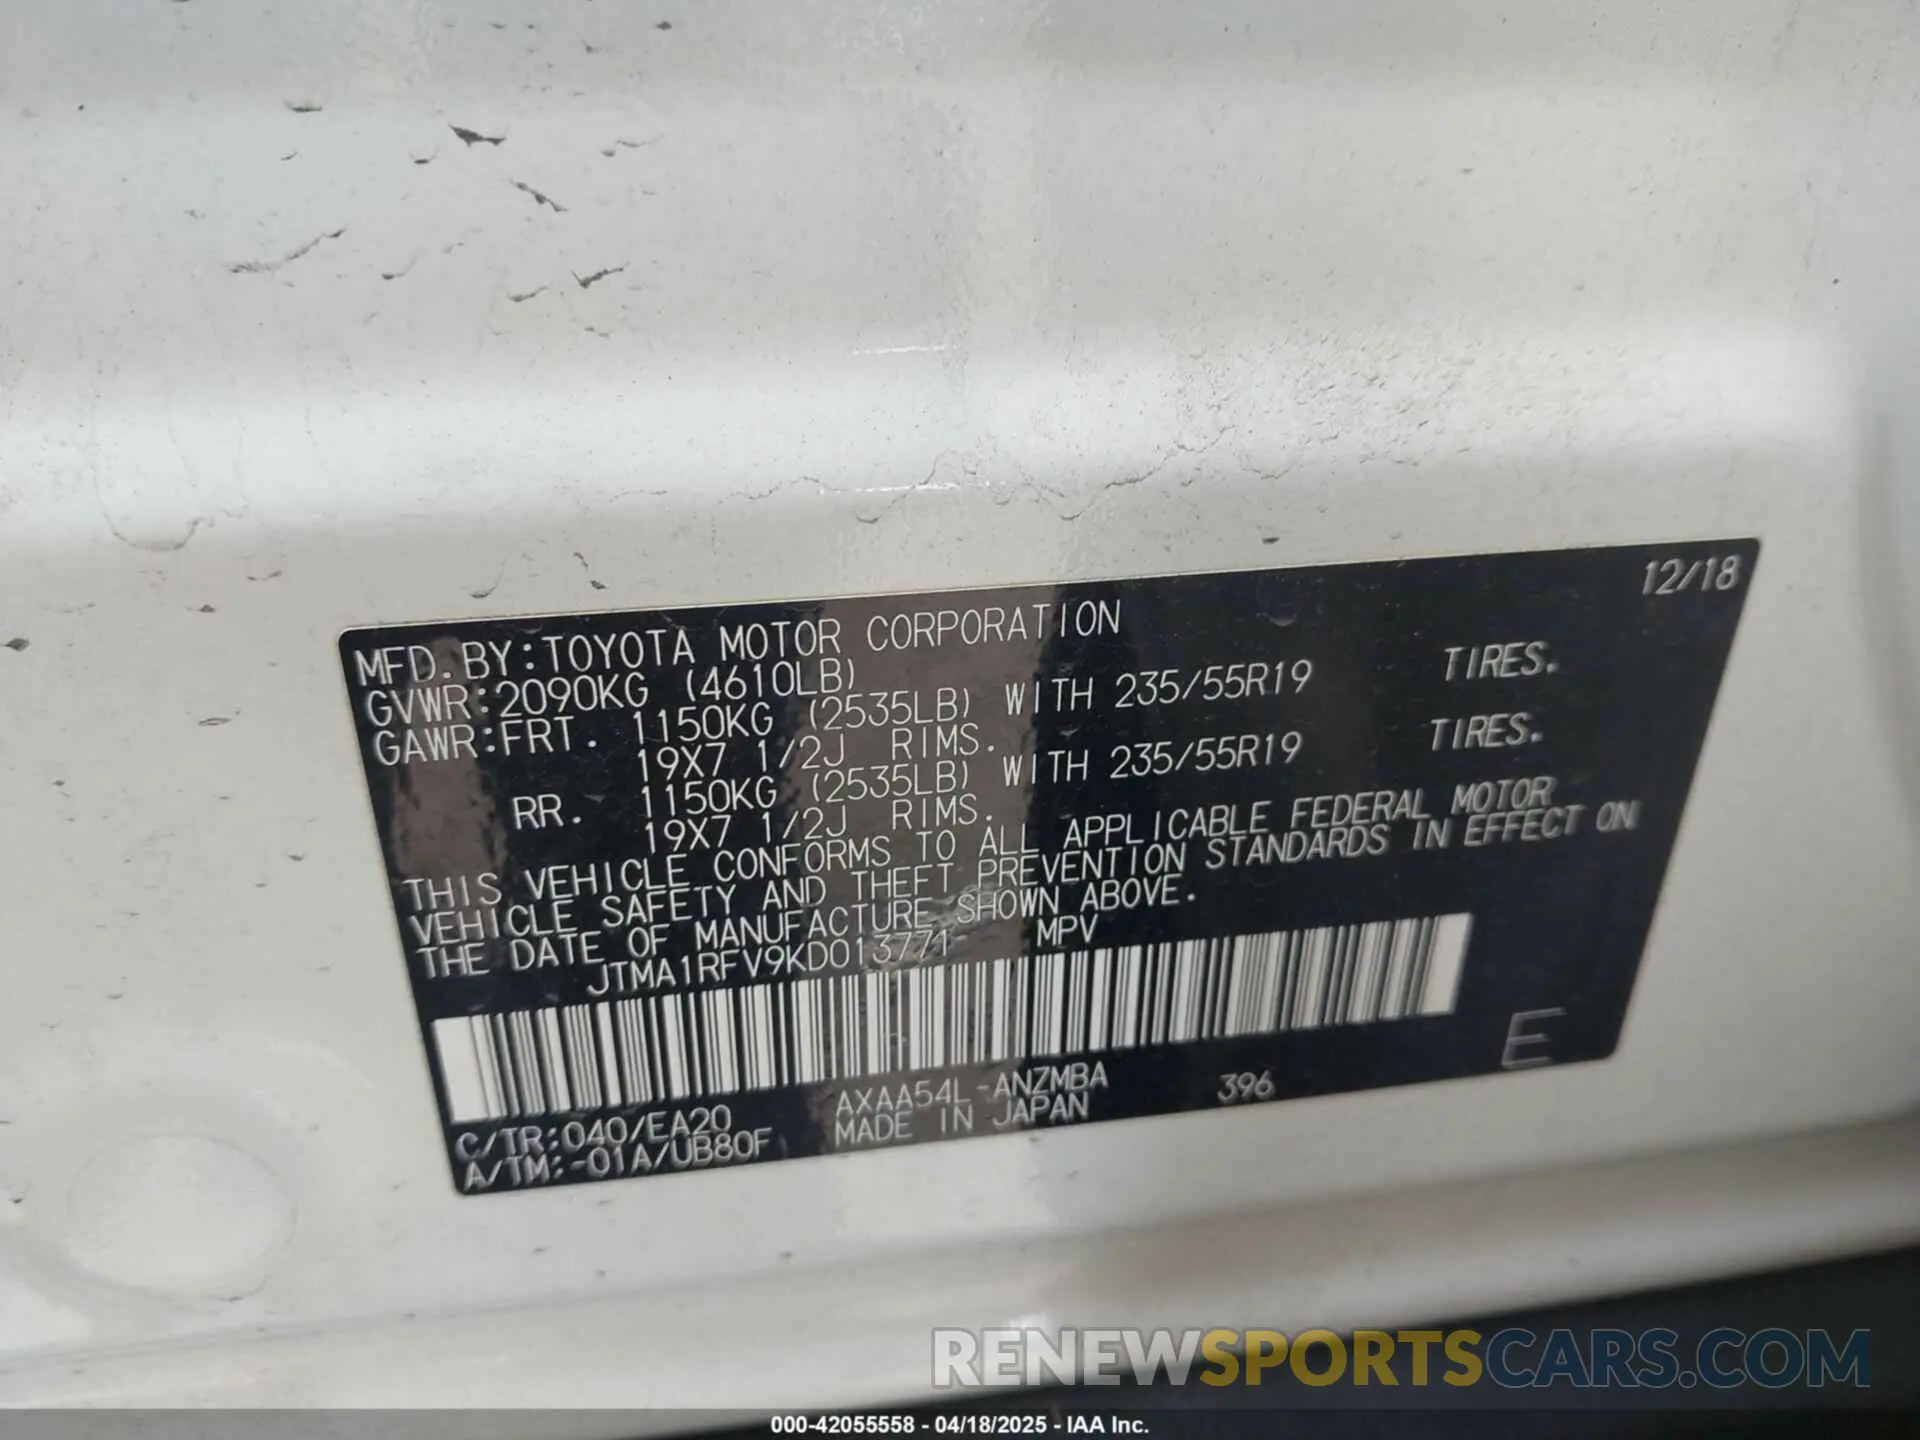 12/18
MFD. BY: TOYOTA MOTOR CORPORATION
GVWR: 2090KG (4610LB)
GAWR: FRT. 1150KG (2535LB) WITH 235/55R19 TIRES.
19X7 1/2J RIMS.
RR. 1150KG (2535LB) WITH 235/55R19 TIRES.
19X7 1/2J RIMS.
THIS VEHICLE CONFORMS TO ALL APPLICABLE FEDERAL MOTOR
VEHICLE SAFETY AND THEFT PREVENTION STANDARDS IN EFFECT ON
THE DATE OF MANUFACTURE SHOWN ABOVE.
JTMA1RFV9KD013771 MPV
E
AXAA54L-ANZMBA 396
C/TR: 040/EA20 MADE IN JAPAN
A/TM: -01A/UB80F
RENEWSPORTSCARS.COM
000-42055558 - 04/18/2025 - IAA Inc.